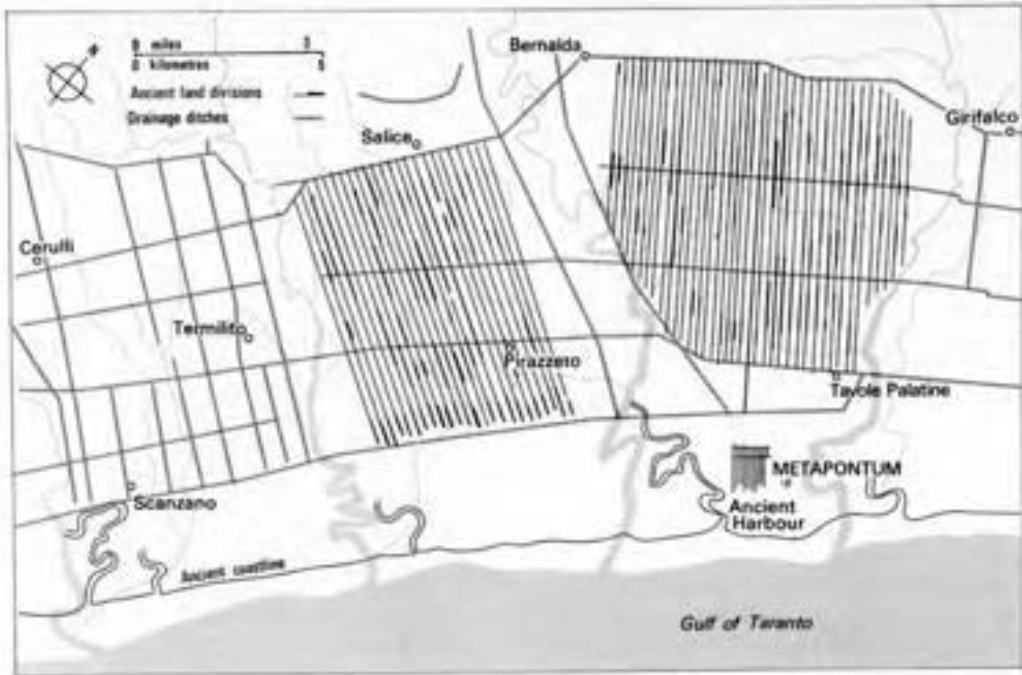 0 miles 3
0 kilometres 5
Ancient land divisions
Drainage ditches
Bernalda
Girifalco
Salice
Cerulli
Termilito
Pirazzeto
Tavole Palatine
METAPONTUM
Scanzano
Ancient
Harbour
Ancient coastline
Gulf of Taranto